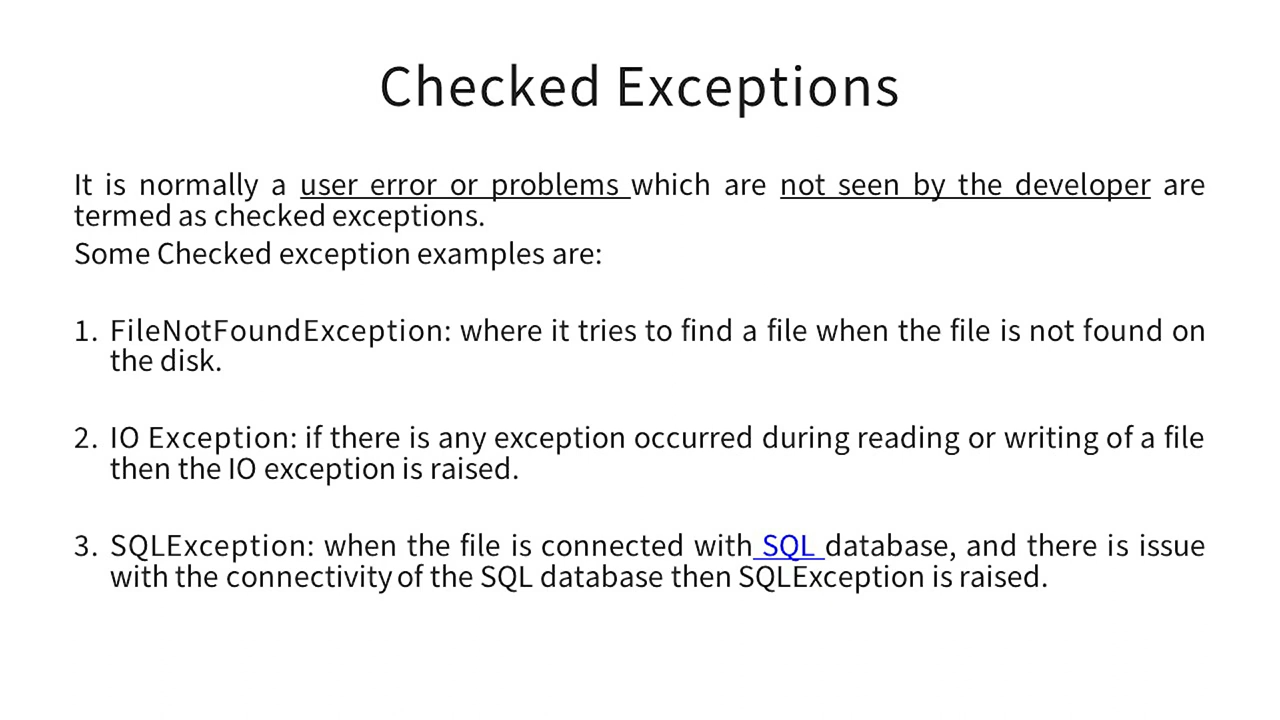 Checked Exceptions
It is normally a user error or problems which are not seen by the developer are
termed as checked exceptions.
Some Checked exception examples are:
1. FileNotFoundException: where it tries to find a file when the file is not found on
the disk.
2. IO Exception: if there is any exception occurred during reading or writing of a file
then the IO exception is raised.
3. SQLException: when the file is connected with SQL database, and there is issue
with the connectivity of the SQL database then SQLException is raised.